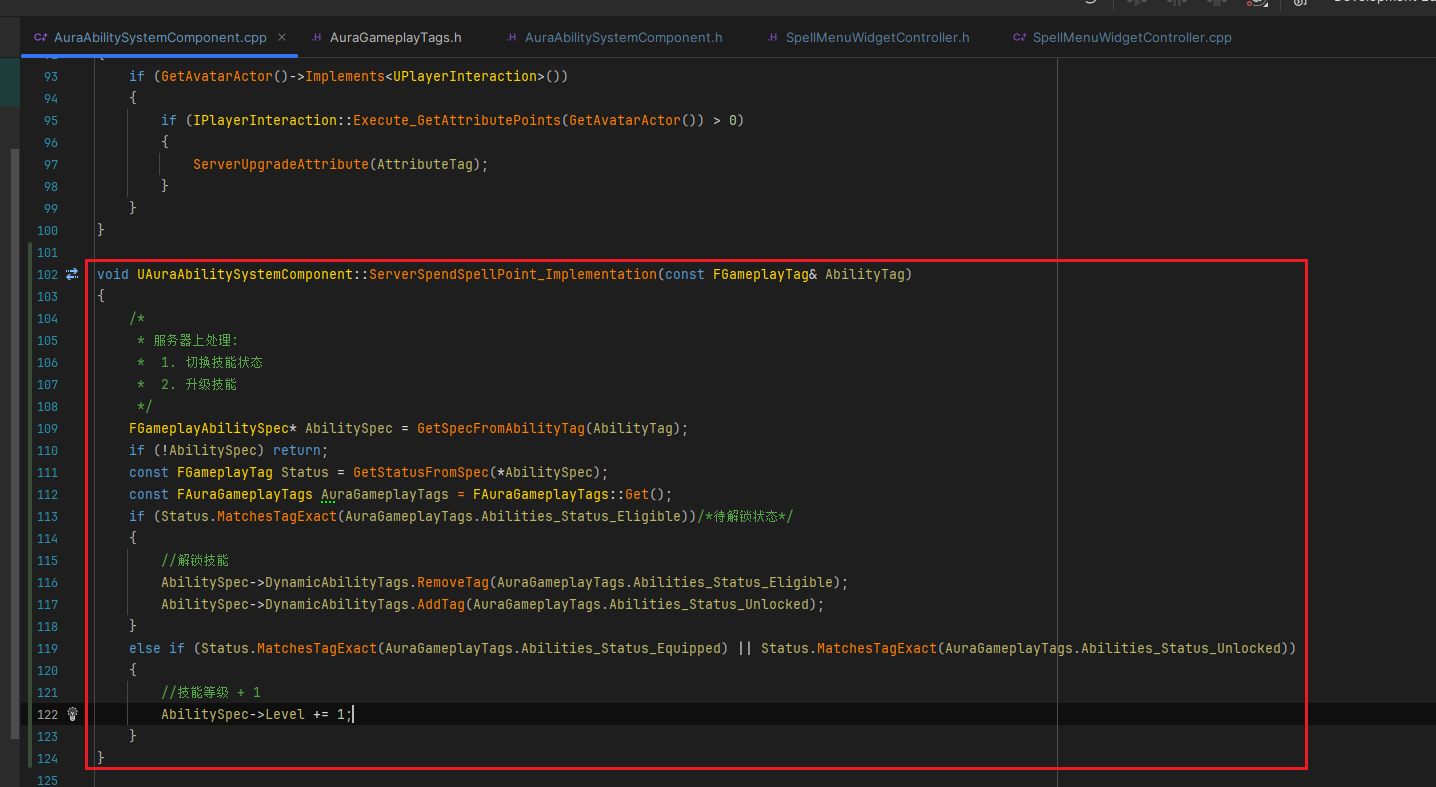 AuraAbilitySystemComponent.cpp × AuraGameplayTags.h AuraAbilitySystemComponent.h SpellMenuWidgetController.h SpellMenuWidgetController.cpp
93 if (GetAvatarActor()->Implements<UPlayerInteraction>())
94 {
95 if (IPlayerInteraction::Execute_GetAttributePoints(GetAvatarActor()) > 0)
96 {
97 ServerUpgradeAttribute(AttributeTag);
98 }
99 }
100 }
101
102 void UAuraAbilitySystemComponent::ServerSpendSpellPoint_Implementation(const FGameplayTag& AbilityTag)
103 {
104 /*
105 * 服务器上处理:
106 * 1. 切换技能状态
107 * 2. 升级技能
108 */
109 FGameplayAbilitySpec* AbilitySpec = GetSpecFromAbilityTag(AbilityTag);
110 if (!AbilitySpec) return;
111 const FGameplayTag Status = GetStatusFromSpec(*AbilitySpec);
112 const FAuraGameplayTags AuraGameplayTags = FAuraGameplayTags::Get();
113 if (Status.MatchesTagExact(AuraGameplayTags.Abilities_Status_Eligible))/*待解锁状态*/
114 {
115 //解锁技能
116 AbilitySpec->DynamicAbilityTags.RemoveTag(AuraGameplayTags.Abilities_Status_Eligible);
117 AbilitySpec->DynamicAbilityTags.AddTag(AuraGameplayTags.Abilities_Status_Unlocked);
118 }
119 else if (Status.MatchesTagExact(AuraGameplayTags.Abilities_Status_Equipped) || Status.MatchesTagExact(AuraGameplayTags.Abilities_Status_Unlocked))
120 {
121 //技能等级 + 1
122 AbilitySpec->Level += 1;
123 }
124 }
125